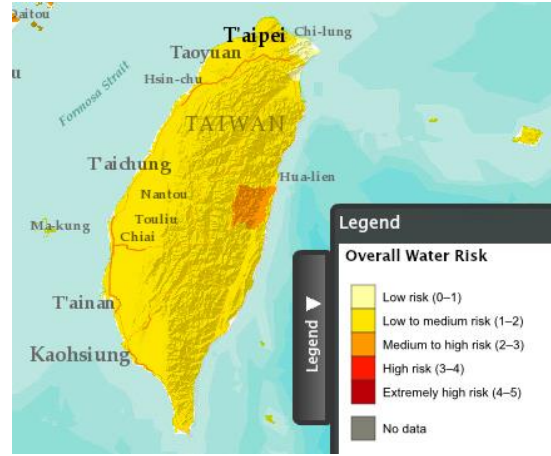 Qaitou
T'aipei
Chi-lung
Taoyuan
Hsin-chu
Formosa Strait
TAIWAN
T'aichung
Hua-lien
Nantou
Ma-kung
Touliu
Chiai
T'ainan
Kaohsiung
Legend
Legend
Overall Water Risk
Low risk (0–1)
Low to medium risk (1–2)
Medium to high risk (2–3)
High risk (3–4)
Extremely high risk (4–5)
No data